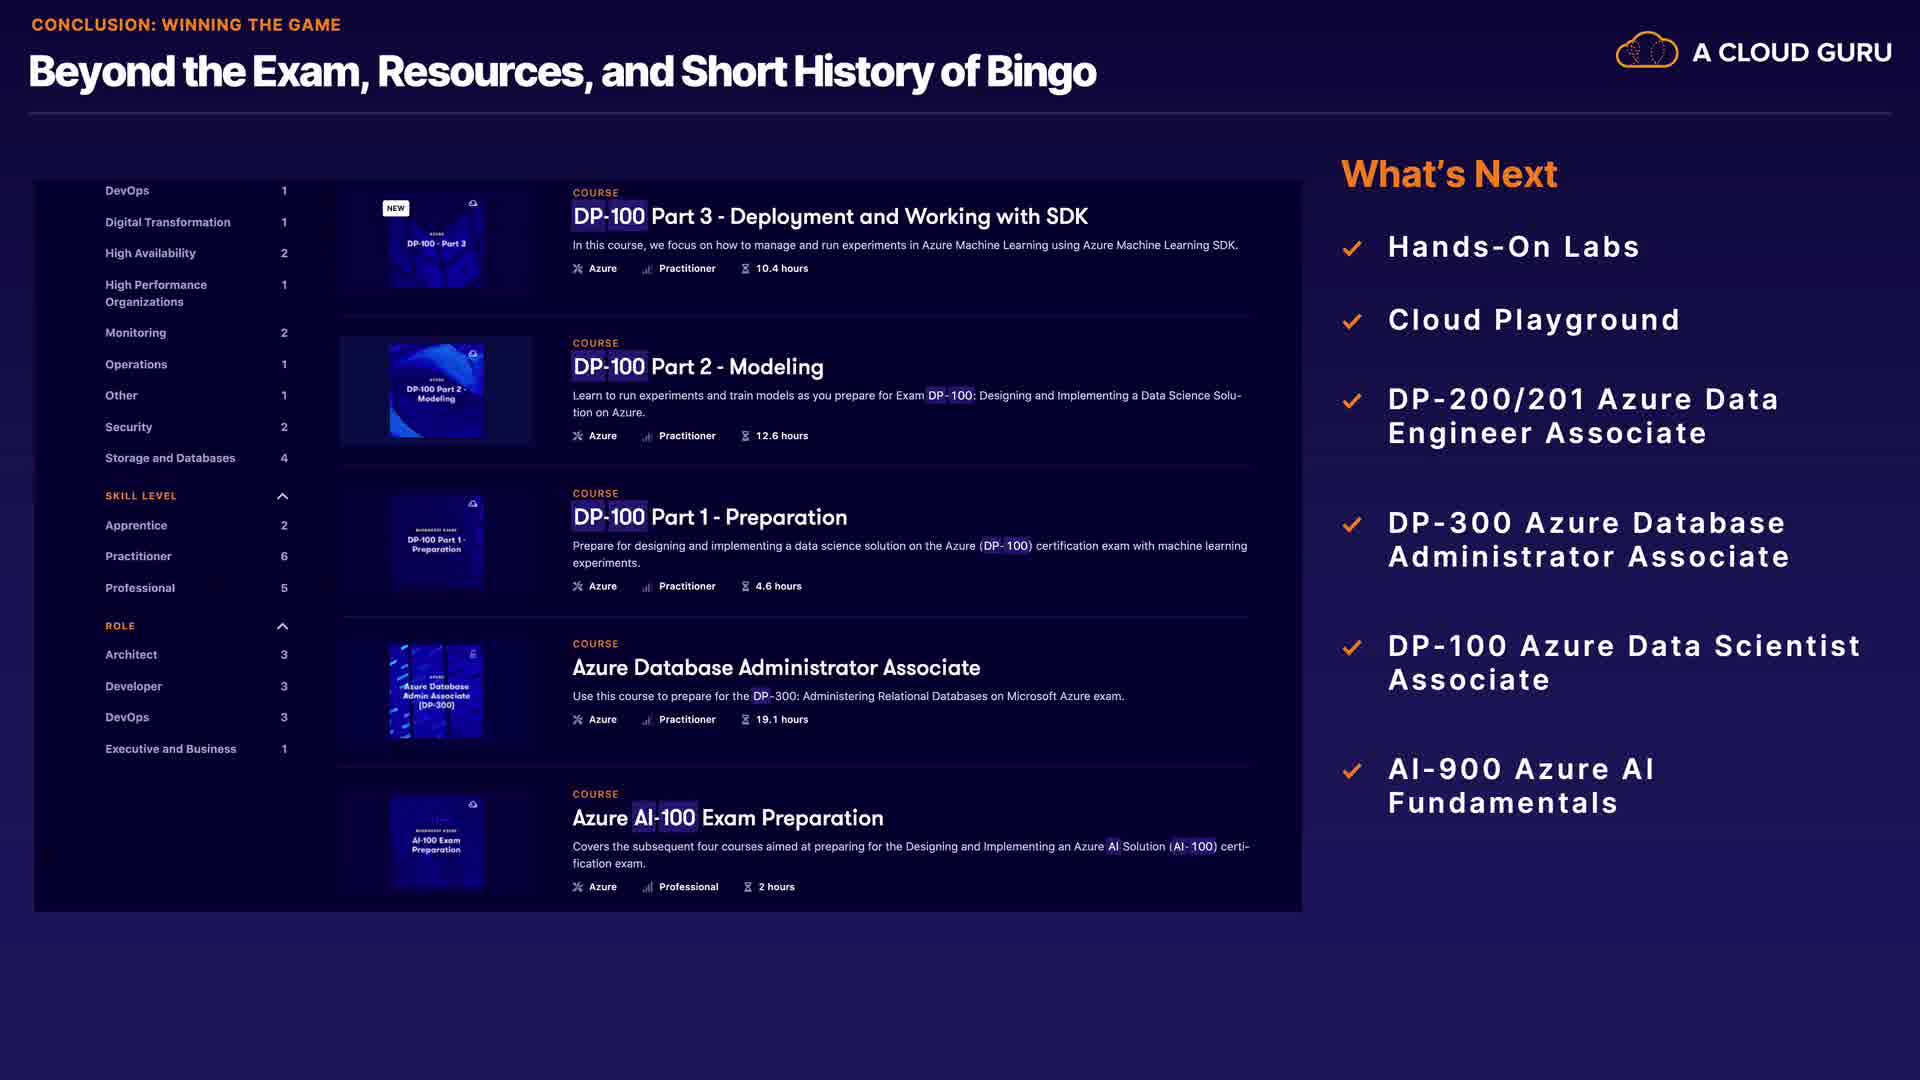 CONCLUSION: WINNING THE GAME
Beyond the Exam, Resources, and Short History of Bingo
A CLOUD GURU
DevOps 1
Digital Transformation 1
High Availability 2
High Performance 1
Organizations
Monitoring 2
Operations 1
Other 1
Security 2
Storage and Databases 4
SKILL LEVEL
Apprentice 2
Practitioner 6
Professional 5
ROLE
Architect 3
Developer 3
DevOps 3
Executive and Business 1
NEW
AZURE
DP-100 - Part 3
COURSE
DP-100 Part 3 - Deployment and Working with SDK
In this course, we focus on how to manage and run experiments in Azure Machine Learning using Azure Machine Learning SDK.
Azure Practitioner 10.4 hours
AZURE
DP-100 Part 2 -
Modeling
COURSE
DP-100 Part 2 - Modeling
Learn to run experiments and train models as you prepare for Exam DP-100: Designing and Implementing a Data Science Solu-
tion on Azure.
Azure Practitioner 12.6 hours
MICROSOFT AZURE
DP-100 Part 1 -
Preparation
COURSE
DP-100 Part 1 - Preparation
Prepare for designing and implementing a data science solution on the Azure (DP-100) certification exam with machine learning
experiments.
Azure Practitioner 4.6 hours
AZURE
Azure Database
Admin Associate
(DP-300)
COURSE
Azure Database Administrator Associate
Use this course to prepare for the DP-300: Administering Relational Databases on Microsoft Azure exam.
Azure Practitioner 19.1 hours
MICROSOFT AZURE
AI-100 Exam
Preparation
COURSE
Azure AI-100 Exam Preparation
Covers the subsequent four courses aimed at preparing for the Designing and Implementing an Azure AI Solution (AI-100) certi-
fication exam.
Azure Professional 2 hours
What's Next
Hands-On Labs
Cloud Playground
DP-200/201 Azure Data
Engineer Associate
DP-300 Azure Database
Administrator Associate
DP-100 Azure Data Scientist
Associate
AI-900 Azure AI
Fundamentals